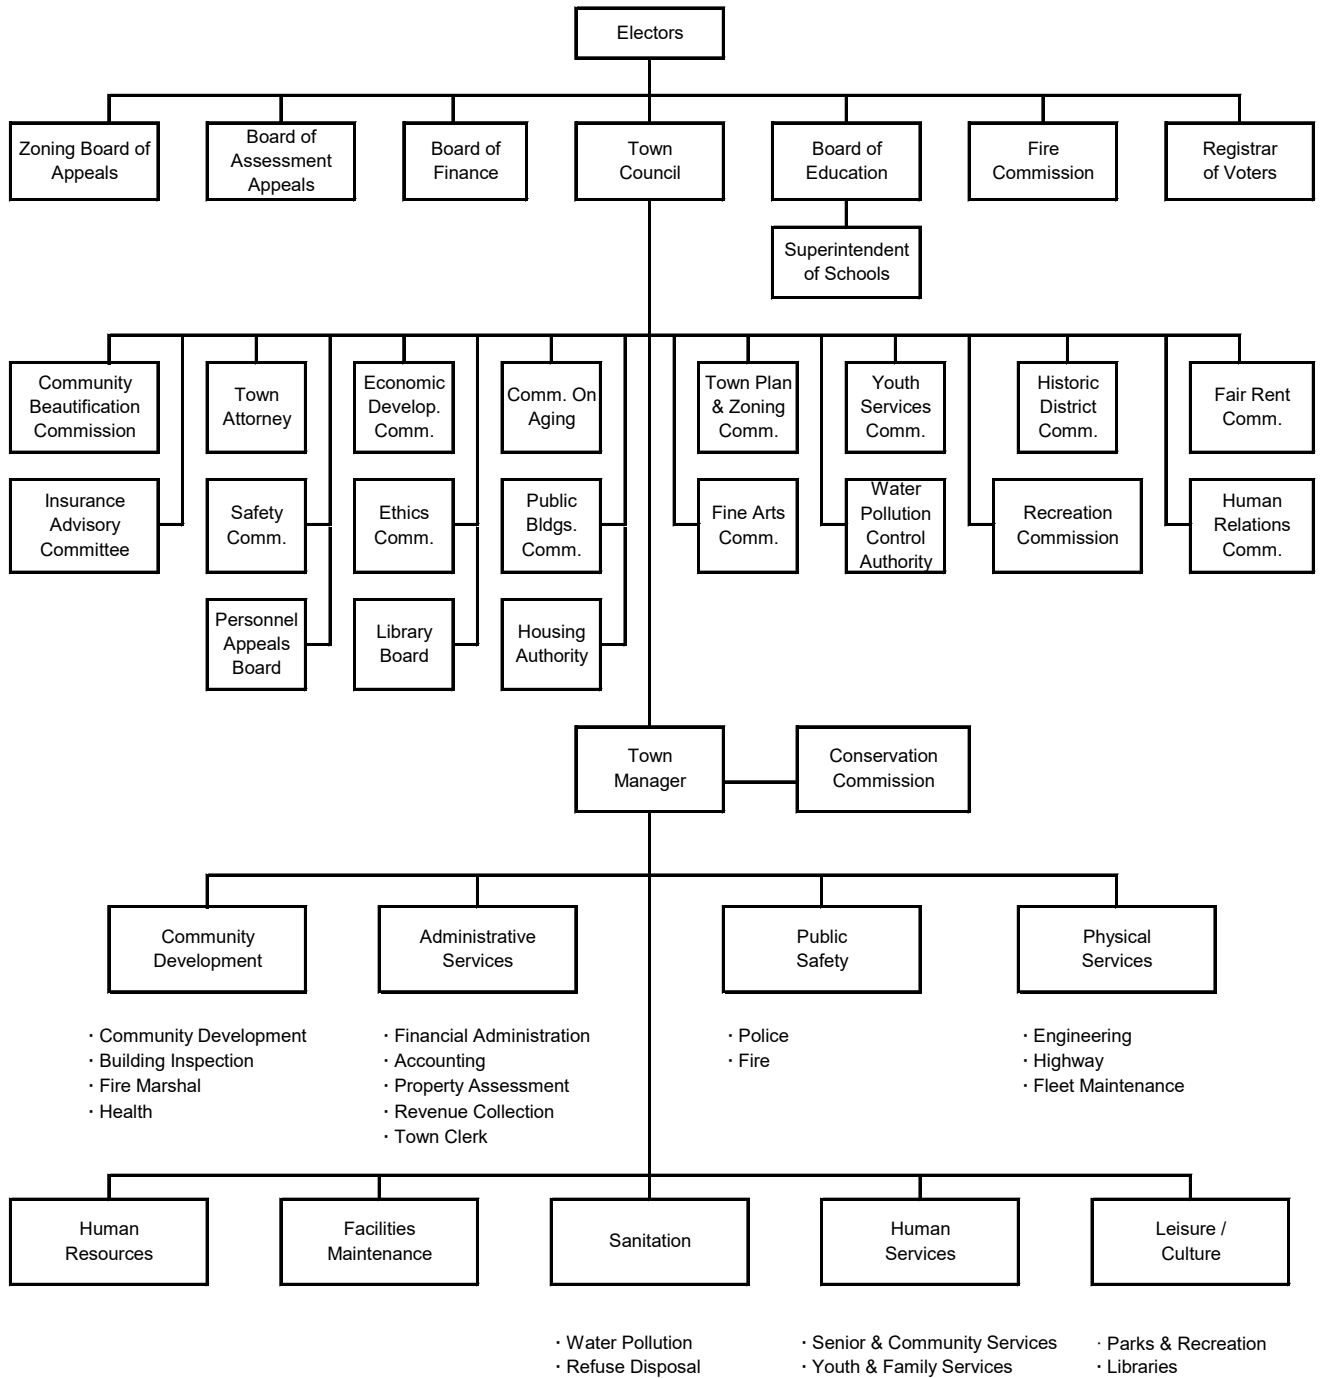 Electors
Zoning Board of
Appeals
Board of
Assessment
Appeals
Board of
Finance
Town
Council
Board of
Education
Fire
Commission
Registrar
of Voters
Superintendent
of Schools
Community
Beautification
Commission
Town
Attorney
Economic
Develop.
Comm.
Comm. On
Aging
Town Plan
& Zoning
Comm.
Youth
Services
Comm.
Historic
District
Comm.
Fair Rent
Comm.
Insurance
Advisory
Committee
Safety
Comm.
Ethics
Comm.
Public
Bldgs.
Comm.
Fine Arts
Comm.
Water
Pollution
Control
Authority
Recreation
Commission
Human
Relations
Comm.
Personnel
Appeals
Board
Library
Board
Housing
Authority
Town
Manager
Conservation
Commission
Community
Development
Administrative
Services
Public
Safety
Physical
Services
· Community Development
· Building Inspection
· Fire Marshal
· Health
· Financial Administration
· Accounting
· Property Assessment
· Revenue Collection
· Town Clerk
· Police
· Fire
· Engineering
· Highway
· Fleet Maintenance
Human
Resources
Facilities
Maintenance
Sanitation
Human
Services
Leisure /
Culture
· Water Pollution
· Refuse Disposal
· Senior & Community Services
· Youth & Family Services
· Parks & Recreation
· Libraries